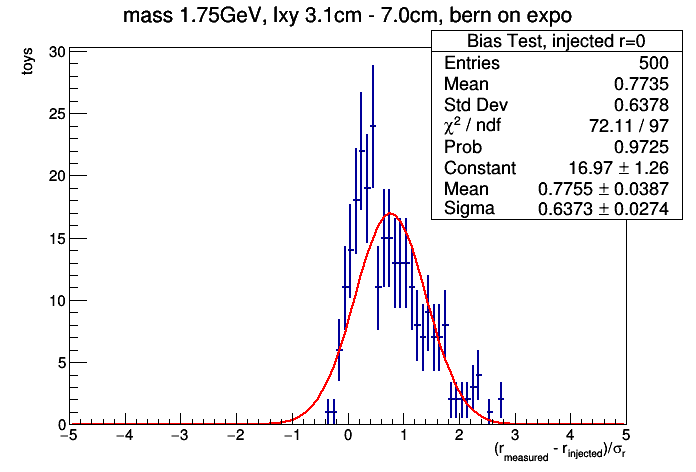 mass 1.75GeV, lxy 3.1cm - 7.0cm, bern on expo
toys
Bias Test, injected r=0
Entries 500
Mean 0.7735
Std Dev 0.6378
χ² / ndf 72.11 / 97
Prob 0.9725
Constant 16.97 ± 1.26
Mean 0.7755 ± 0.0387
Sigma 0.6373 ± 0.0274
30
25
20
15
10
5
0
−5 −4 −3 −2 −1 0 1 2 3 4 5
(r_measured - r_injected)/σ_r